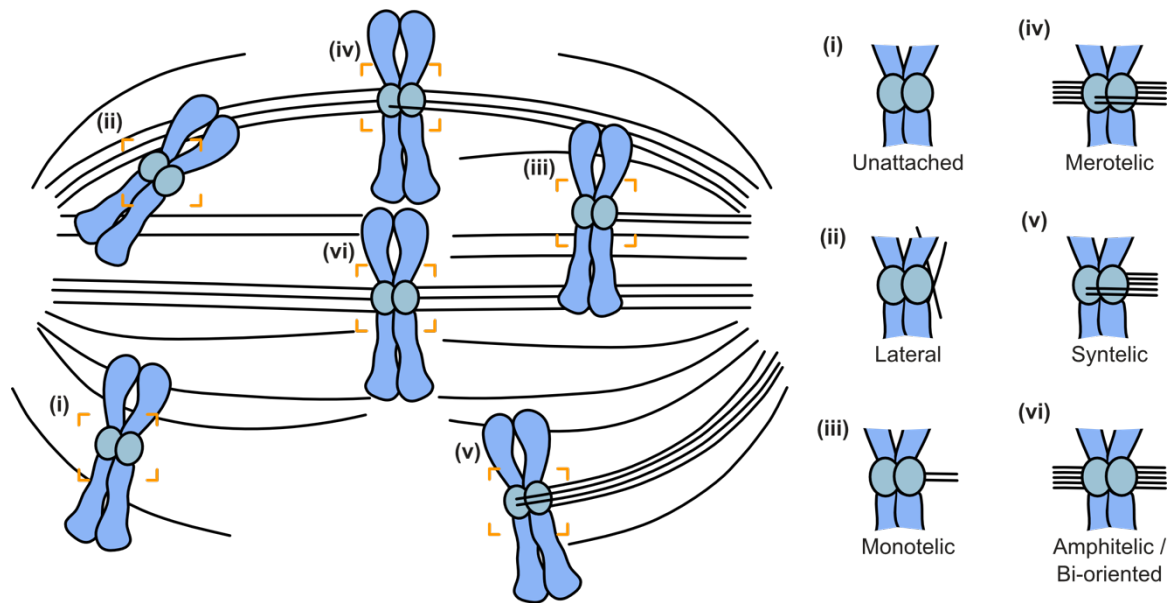 (iv)
(ii)
(iii)
(vi)
(i)
(v)
(i)
Unattached
(iv)
Merotelic
(ii)
Lateral
(v)
Syntelic
(iii)
Monotelic
(vi)
Amphitelic /
Bi-oriented